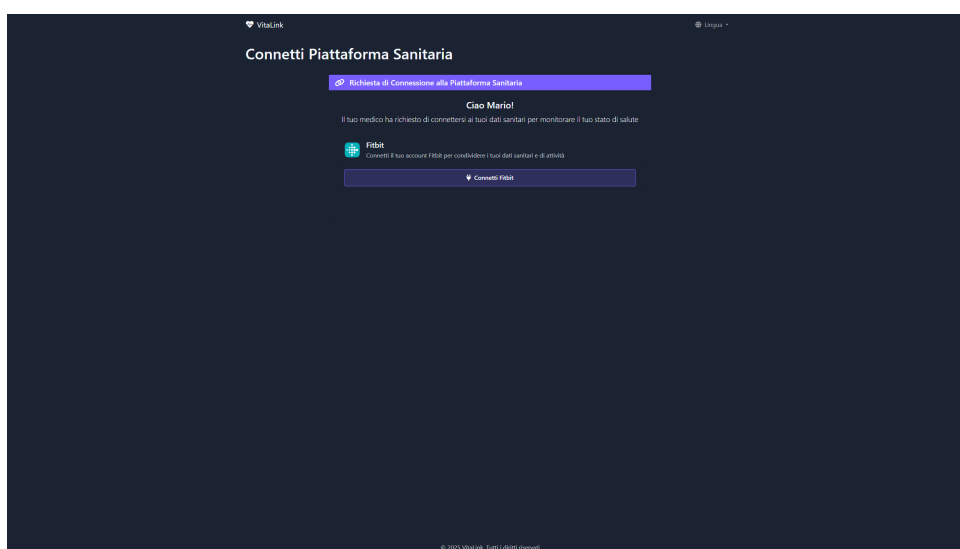 VitaLink
Lingua
Connetti Piattaforma Sanitaria
Richiesta di Connessione alla Piattaforma Sanitaria
Ciao Mario!
Il tuo medico ha richiesto di connettersi ai tuoi dati sanitari per monitorare il tuo stato di salute
Fitbit
Connetti il tuo account Fitbit per condividere i tuoi dati sanitari e di attività
Connetti Fitbit
© 2025 VitaLink. Tutti i diritti riservati